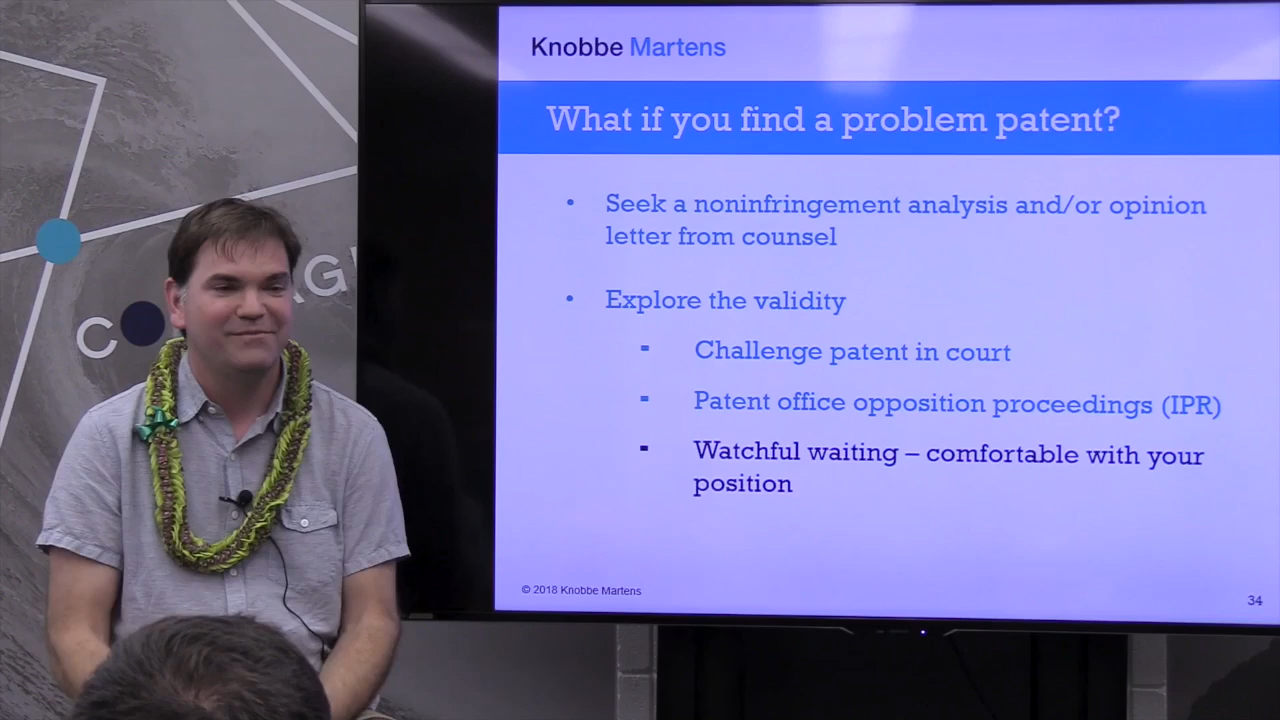 Knobbe Martens
What if you find a problem patent?
• Seek a noninfringement analysis and/or opinion
letter from counsel
• Explore the validity
- Challenge patent in court
- Patent office opposition proceedings (IPR)
- Watchful waiting – comfortable with your
position
© 2018 Knobbe Martens
34